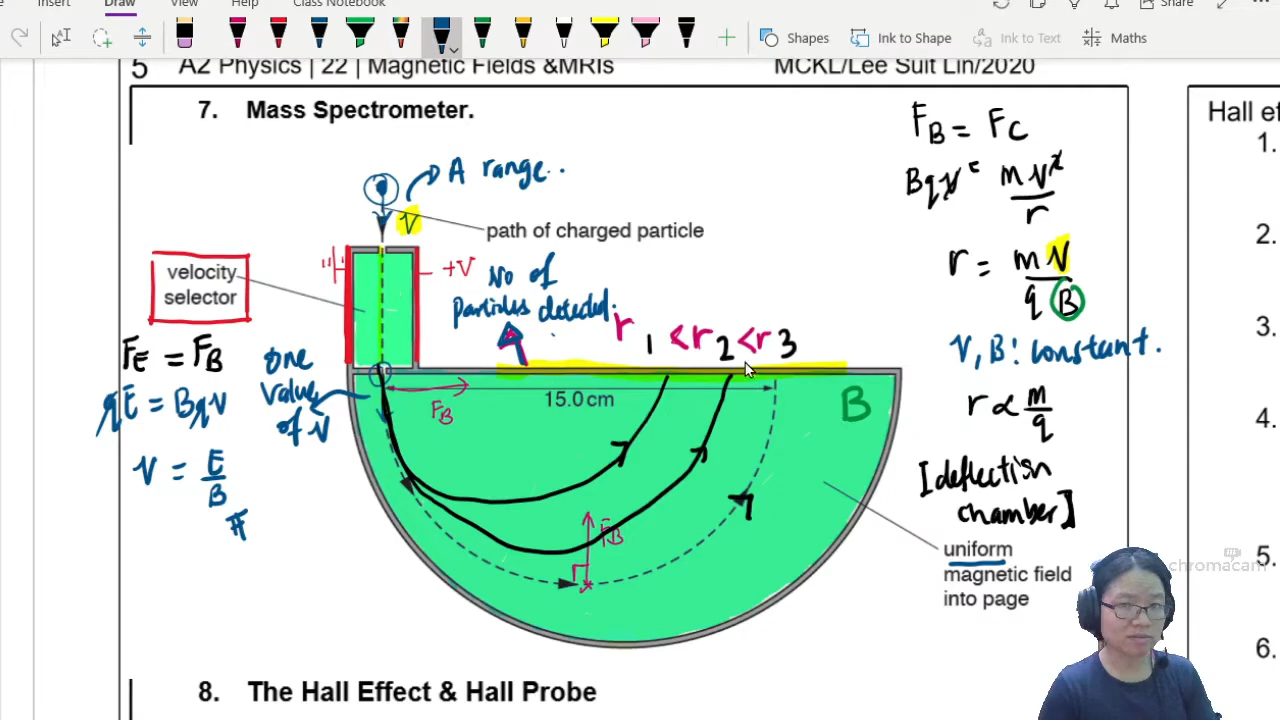 Insert Draw View Help Class Notebook Share
Shapes Ink to Shape Ink to Text Maths
5 A2 Physics | 22 | Magnetic Fields &MRIs MCKL/Lee Suit Lin/2020
7. Mass Spectrometer.
A range..
V
path of charged particle
velocity
selector
+V
No of
Particles detected.
r1 < r2 < r3
FE = FB
qE = Bqv
v = E/B
one
value
of v
FB
15.0 cm
B
FB
FB = FC
Bqv = mv²/r
r = mv/qB
V, B : constant.
r ∝ m/q
[deflection
chamber]
uniform
magnetic field
into page
chromacam
8. The Hall Effect & Hall Probe
Hall ef
1.
2.
3.
4.
5.
6.